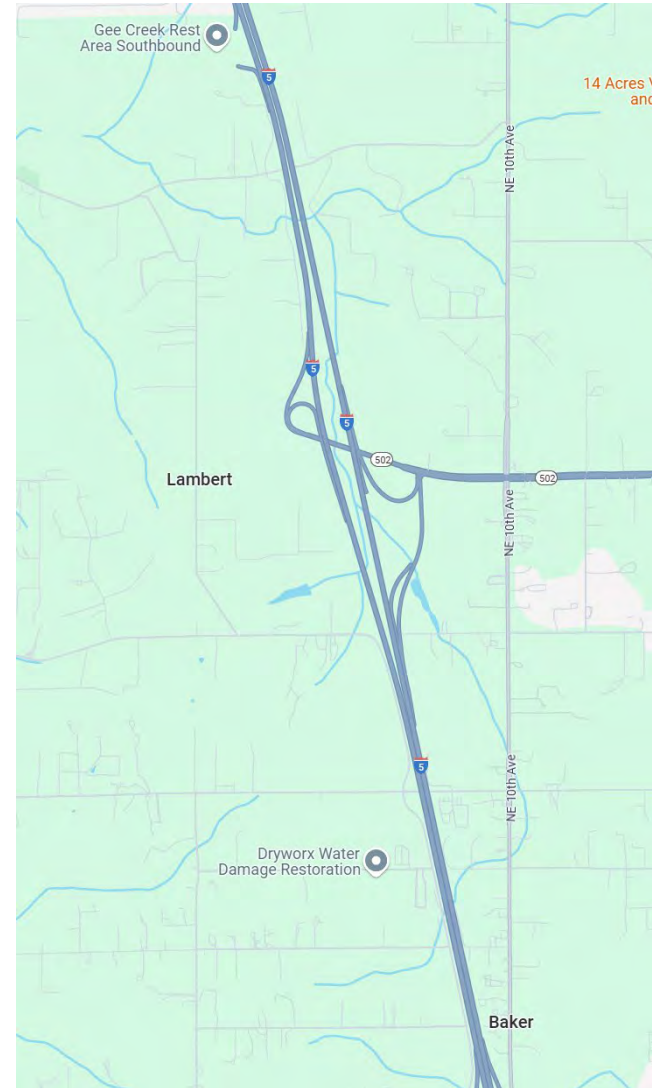 Gee Creek Rest
Area Southbound
5
14 Acres
and
NE 10th Ave
5
5
502
Lambert
502
NE 10th Ave
5
NE 10th Ave
Dryworx Water
Damage Restoration
Baker